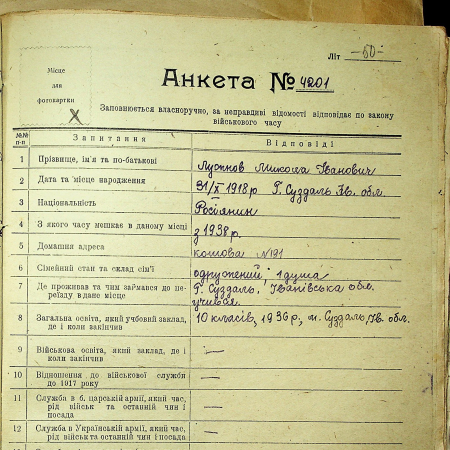 Літ -60-
Місце
для
фотокартки
X
Анкета № 4201
Заповнюється власноручно, за неправдиві відомості відповідає по закону
військового часу
№№ п-п Запитання Відповіді
1 Прізвище, ім'я та по-батькові Микола Іванович
2 Дата та місце народження 31/X 1918 р Г. Суздаль Ів. обл.
3 Національність Росіянин
4 З якого часу мешкає в даному місці з 1938 р.
5 Домашня адреса №191
6 Сімейний стан та склад сім'ї одружений, 1 душа
7 Де проживав та чим займався до переїзду в дане місце Г. Суздаль, Іванівська обл.
учився.
8 Загальна освіта, який учбовий заклад,
де і коли закінчив 10 класів, 1936 р, м. Суздаль, Ів. обл.
9 Військова освіта, який заклад, де і
коли закінчив —
10 Відношення до військової служби
до 1917 року —
11 Служба в б. царській армії, який час,
рід військ та останній чин і
посада —
12 Служба в Українській армії, який час,
рід військ та останній чин і посада —